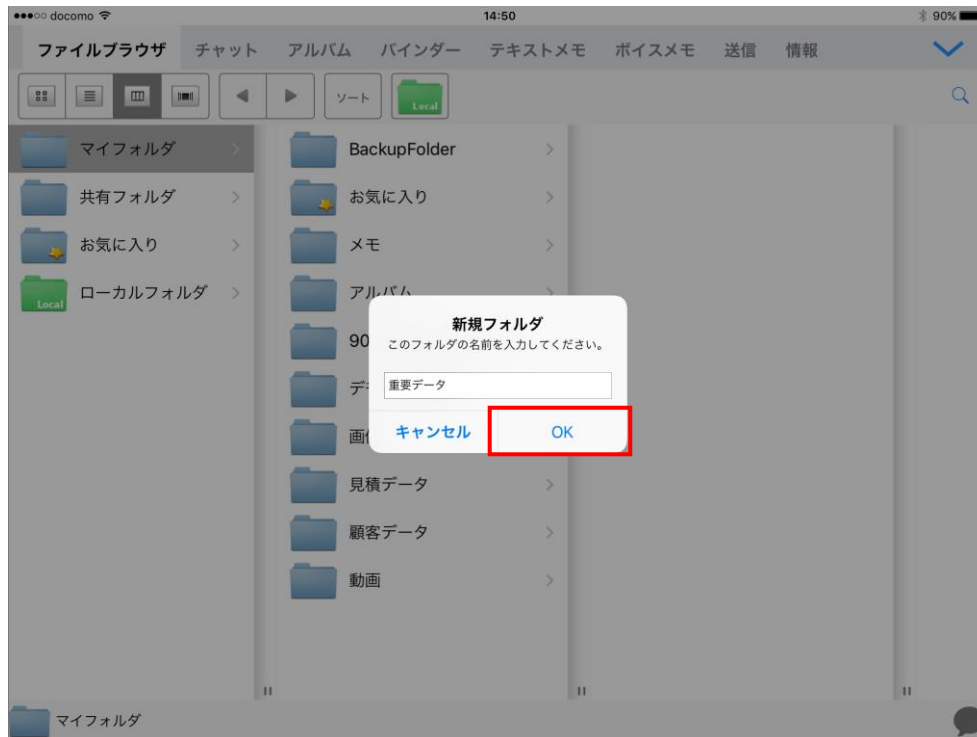 docomo 14:50 90%
ファイルブラウザ チャット アルバム バインダー テキストメモ ボイスメモ 送信 情報
ソート Local
マイフォルダ
共有フォルダ
お気に入り
Local ローカルフォルダ
BackupFolder
お気に入り
メモ
アルバム
90
見積データ
顧客データ
動画
新規フォルダ
このフォルダの名前を入力してください。
重要データ
キャンセル OK
マイフォルダ